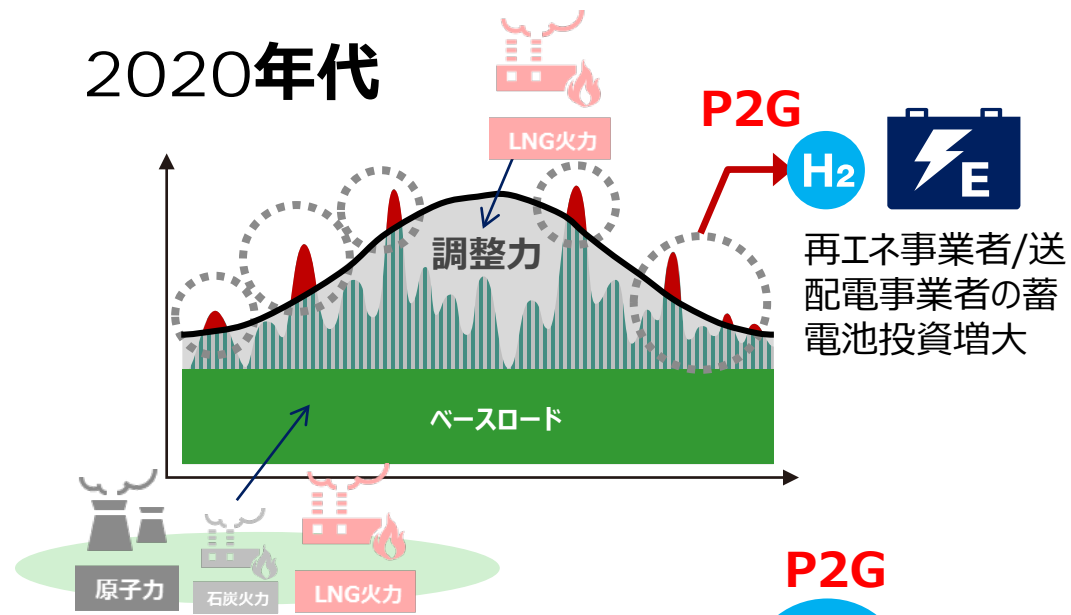 2020年代
LNG火力
P2G
H2
E
再エネ事業者/送
配電事業者の蓄
電池投資増大
調整力
ベースロード
原子力
石炭火力
LNG火力
P2G